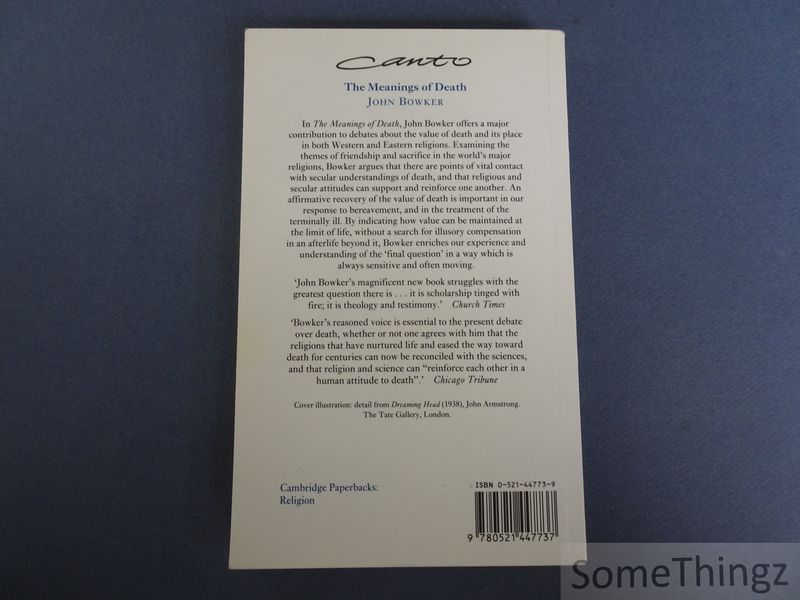 Canto
The Meanings of Death
JOHN BOWKER
In The Meanings of Death, John Bowker offers a major
contribution to debates about the value of death and its place
in both Western and Eastern religions. Examining the
themes of friendship and sacrifice in the world's major
religions, Bowker argues that there are points of vital contact
with secular understandings of death, and that religious and
secular attitudes can support and reinforce one another. An
affirmative recovery of the value of death is important in our
response to bereavement, and in the treatment of the
terminally ill. By indicating how value can be maintained at
the limit of life, without a search for illusory compensation
in an afterlife beyond it, Bowker enriches our experience and
understanding of the 'final question' in a way which is
always sensitive and often moving.
'John Bowker's magnificent new book struggles with the
greatest question there is . . . it is scholarship tinged with
fire; it is theology and testimony.' Church Times
'Bowker's reasoned voice is essential to the present debate
over death, whether or not one agrees with him that the
religions that have nurtured life and eased the way toward
death for centuries can now be reconciled with the sciences,
and that religion and science can "reinforce each other in a
human attitude to death".' Chicago Tribune
Cover illustration: detail from Dreaming Head (1938), John Armstrong.
The Tate Gallery, London.
Cambridge Paperbacks:
Religion
ISBN 0-521-44773-9
9 780521 447737
SomeThingz